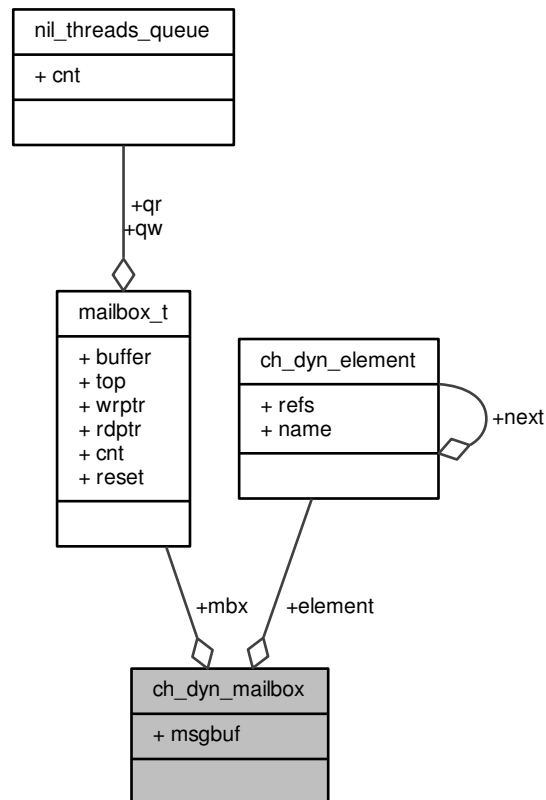 nil_threads_queue
+ cnt
+qr
+qw
mailbox_t
+ buffer
+ top
+ wrptr
+ rdptr
+ cnt
+ reset
ch_dyn_element
+ refs
+ name
+next
+mbx
+element
ch_dyn_mailbox
+ msgbuf